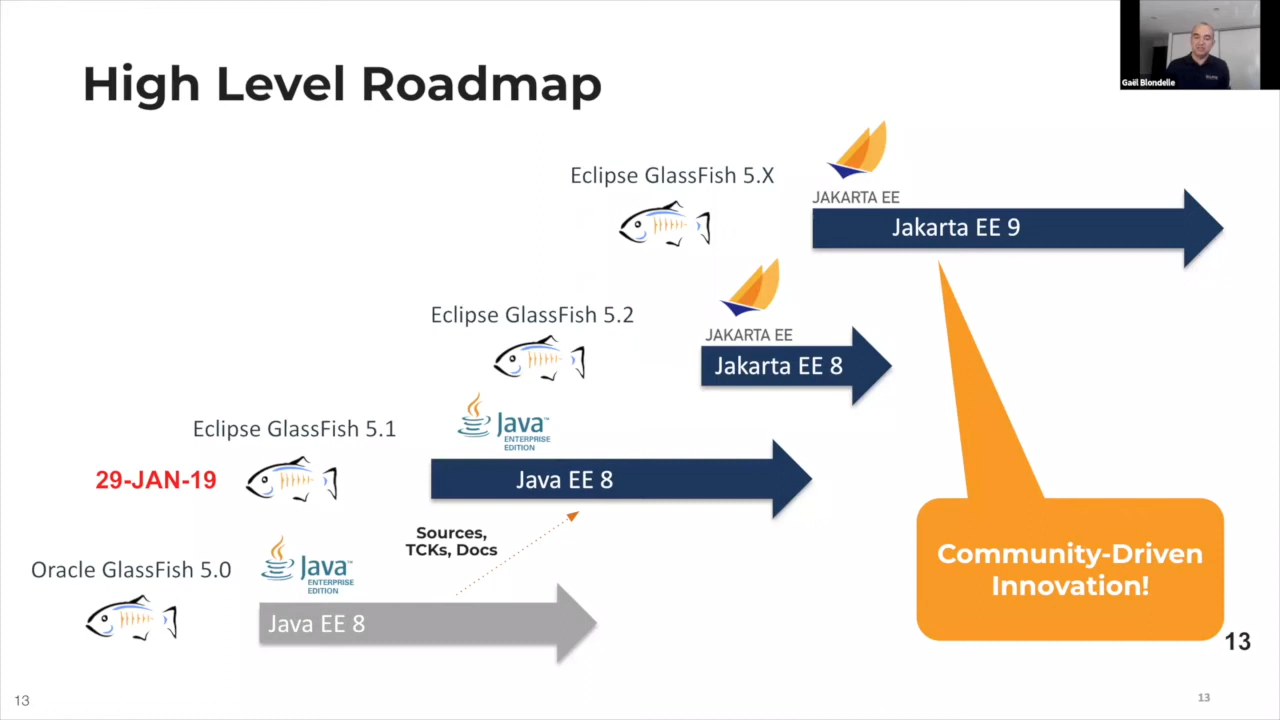 High Level Roadmap
Gaël Blondelle
Eclipse GlassFish 5.X
JAKARTA EE
Jakarta EE 9
Eclipse GlassFish 5.2
JAKARTA EE
Jakarta EE 8
Eclipse GlassFish 5.1
Java™
ENTERPRISE
EDITION
29-JAN-19
Java EE 8
Sources,
TCKs, Docs
Community-Driven
Innovation!
Oracle GlassFish 5.0
Java™
ENTERPRISE
EDITION
Java EE 8
13
13
13